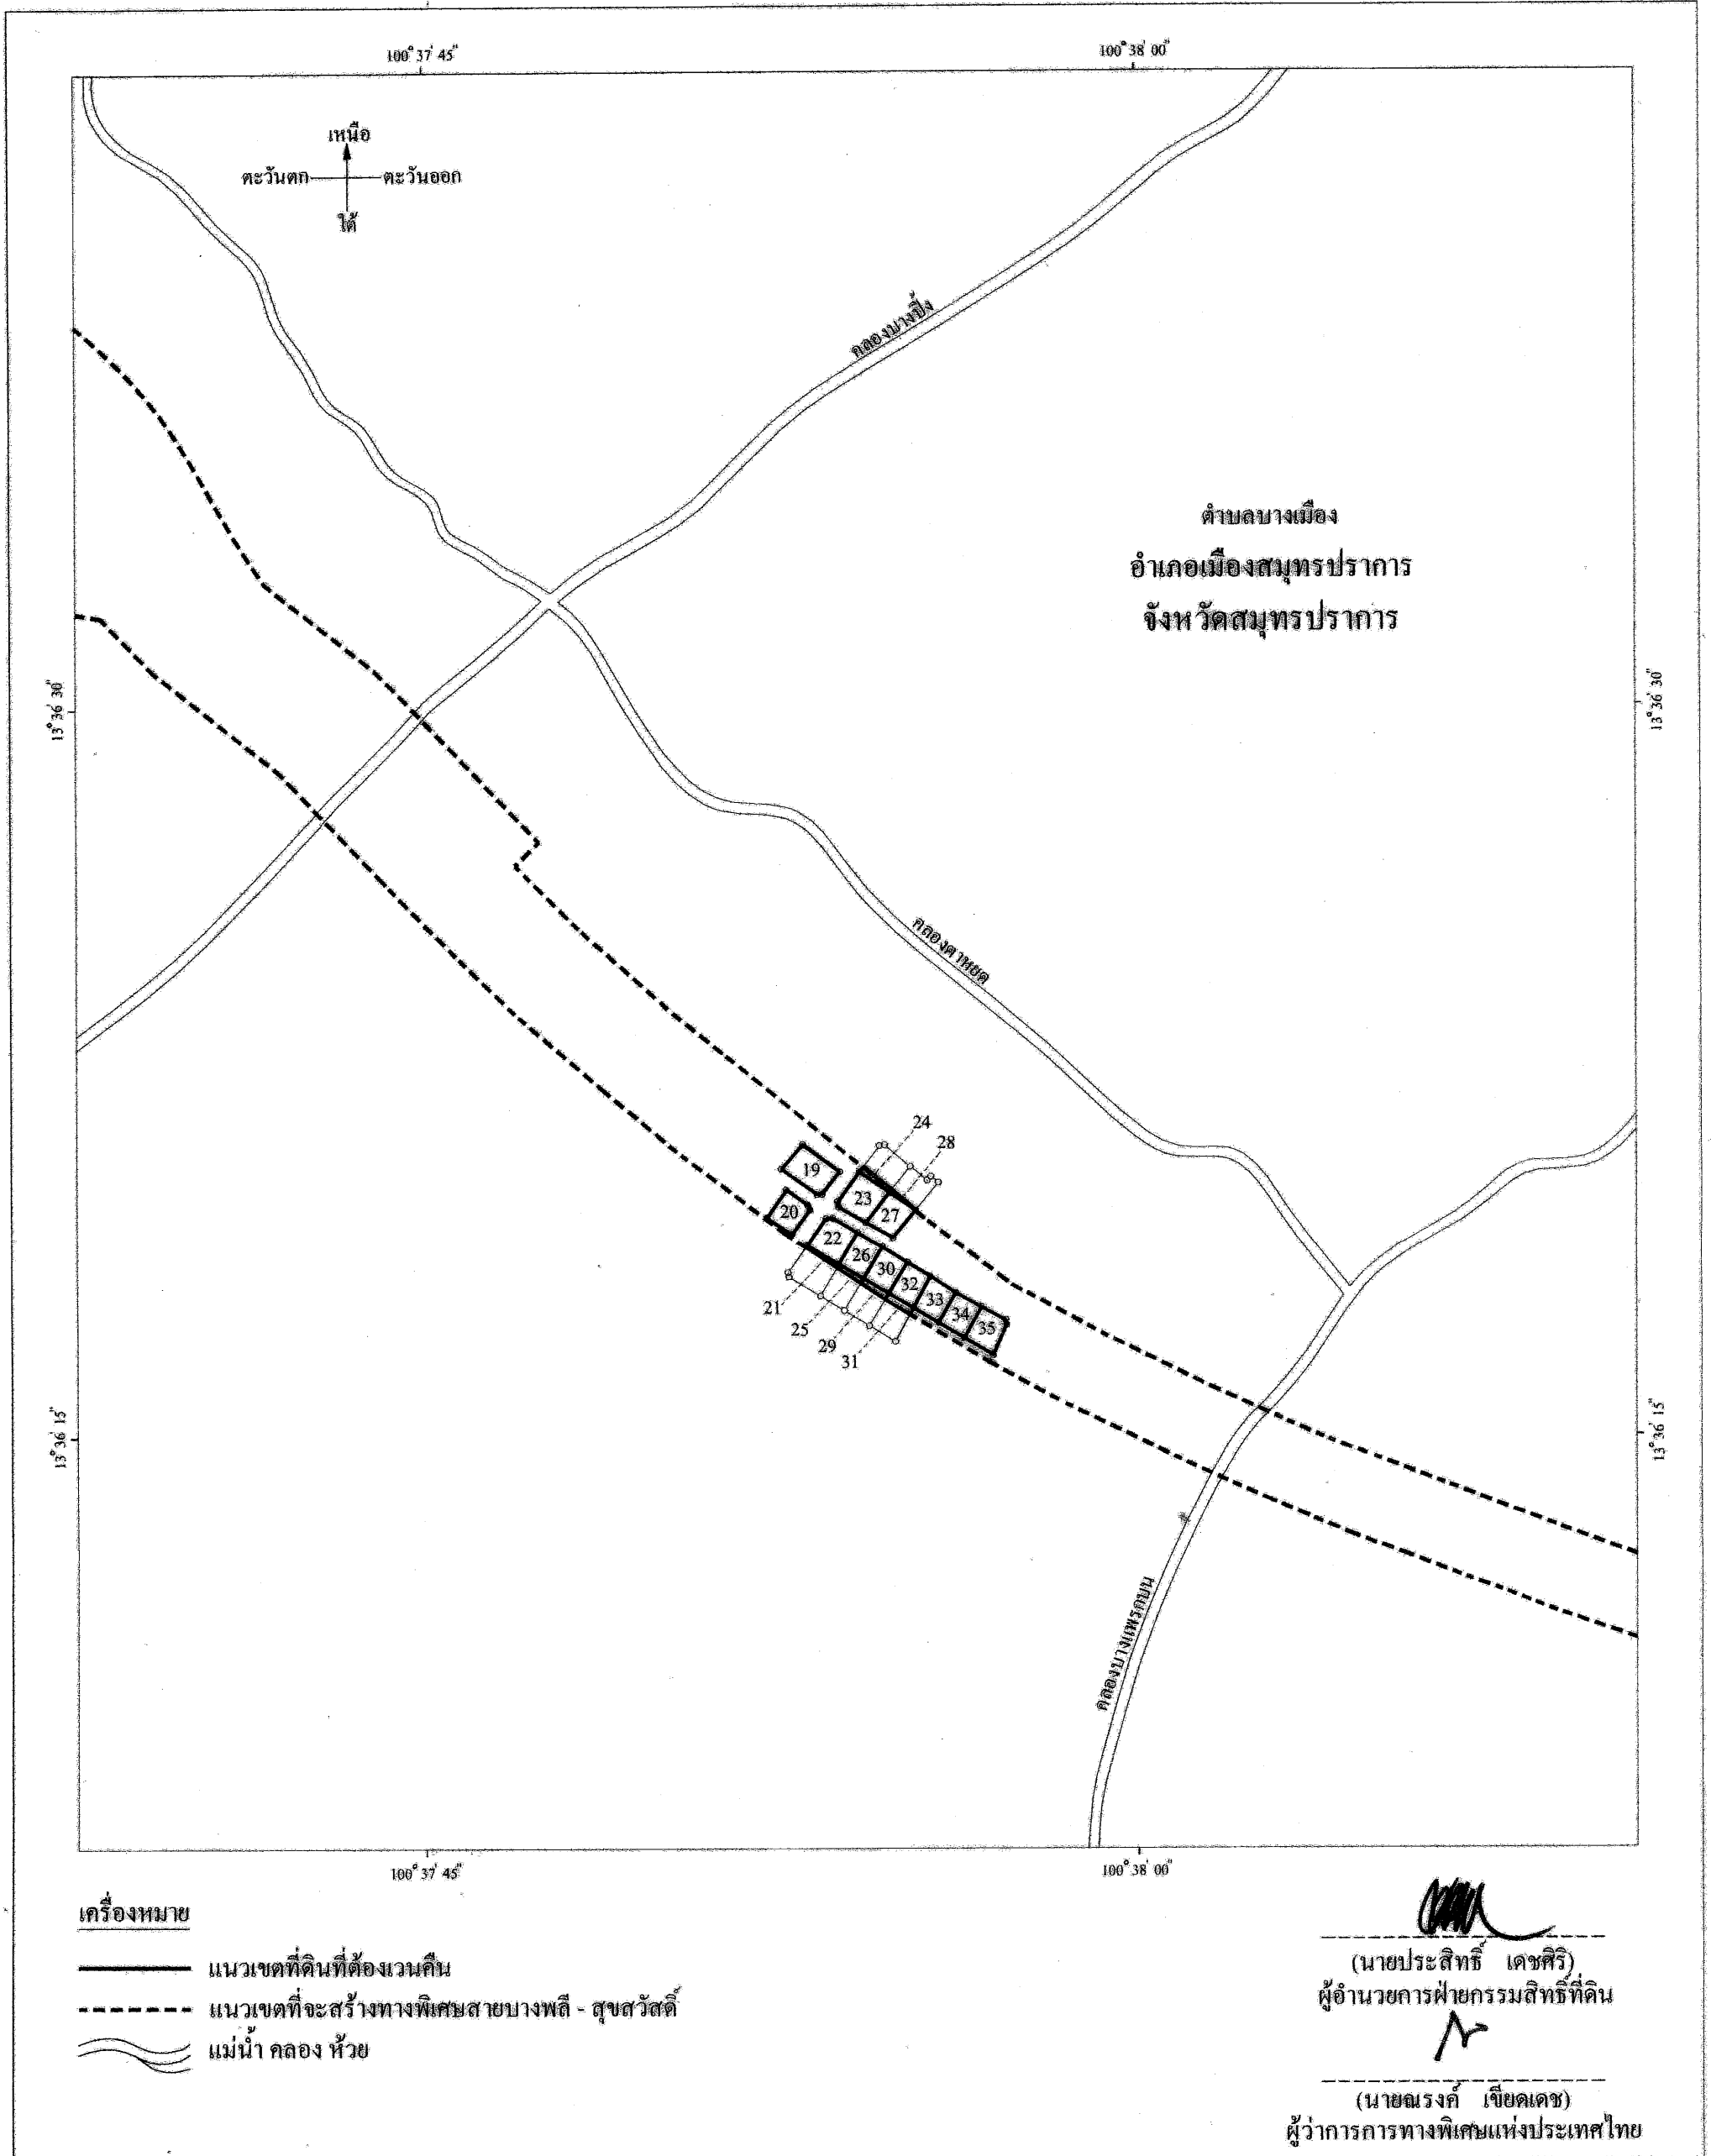 100° 37' 45"
100° 38' 00"
เหนือ
ตะวันตก
ตะวันออก
ใต้
คลองบางปิ้ง
ตำบลบางเมือง
อำเภอเมืองสมุทรปราการ
จังหวัดสมุทรปราการ
13° 36' 30"
13° 36' 30"
คลองตาหยด
24
28
19
23
20
27
22
26
30
32
33
34
35
21
25
29
31
13° 36' 15"
13° 36' 15"
คลองบางแพรกบน
100° 37' 45"
100° 38' 00"
เครื่องหมาย
แนวเขตที่ดินที่ต้องเวนคืน
แนวเขตที่จะสร้างทางพิเศษสายบางพลี - สุขสวัสดิ์
แม่น้ำ คลอง ห้วย
(นายประสิทธิ์ เดชศิริ)
ผู้อำนวยการฝ่ายกรรมสิทธิ์ที่ดิน
(นายณรงค์ เขียดเดช)
ผู้ว่าการการทางพิเศษแห่งประเทศไทย